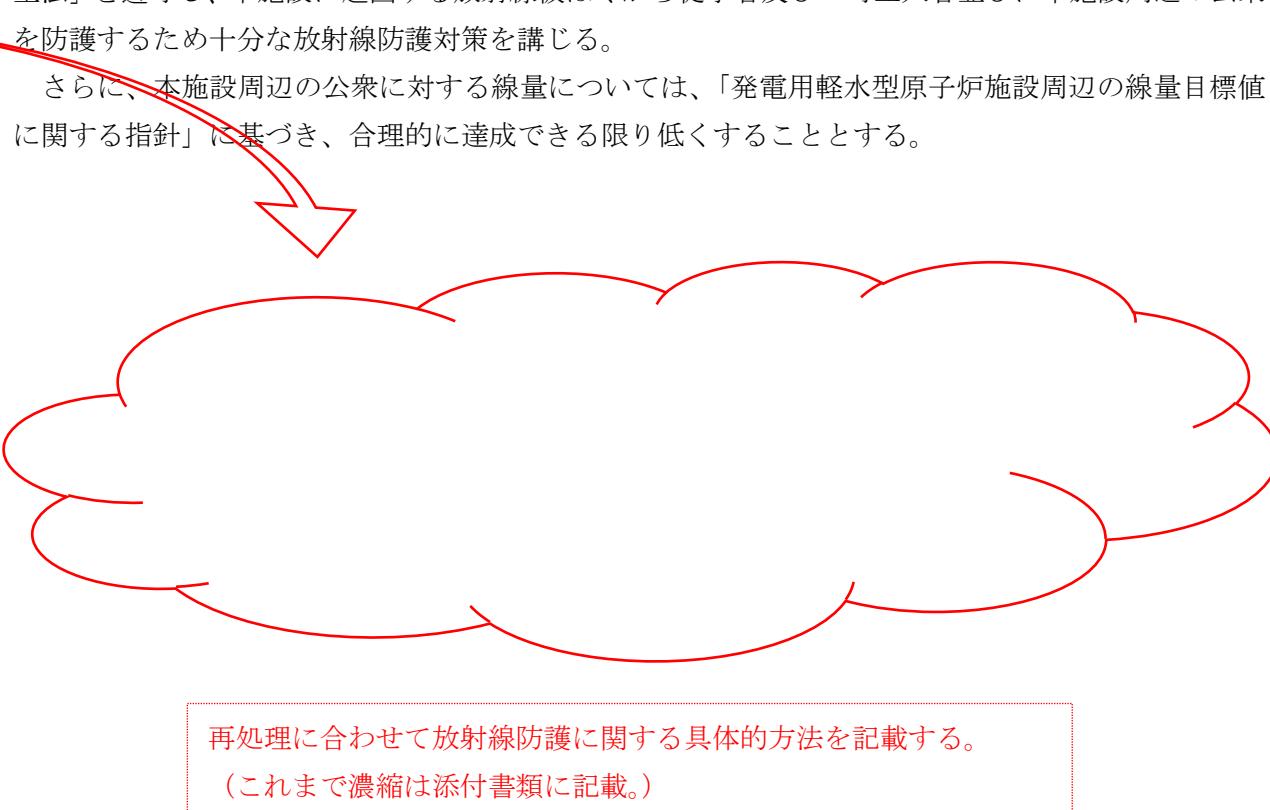 を防護するため十分な放射線防護対策を講じる。
さらに、本施設周辺の公衆に対する線量については、「発電用軽水型原子炉施設周辺の線量目標値
に関する指針」に基づき、合理的に達成できる限り低くすることとする。
再処理に合わせて放射線防護に関する具体的方法を記載する。
（これまで濃縮は添付書類に記載。）